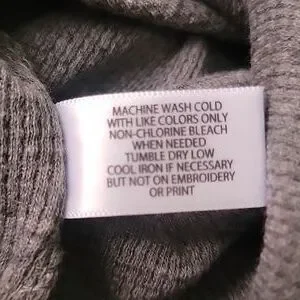 MACHINE WASH COLD
WITH LIKE COLORS ONLY
NON-CHLORINE BLEACH
WHEN NEEDED
TUMBLE DRY LOW
COOL IRON IF NECESSARY
BUT NOT ON EMBROIDERY
OR PRINT